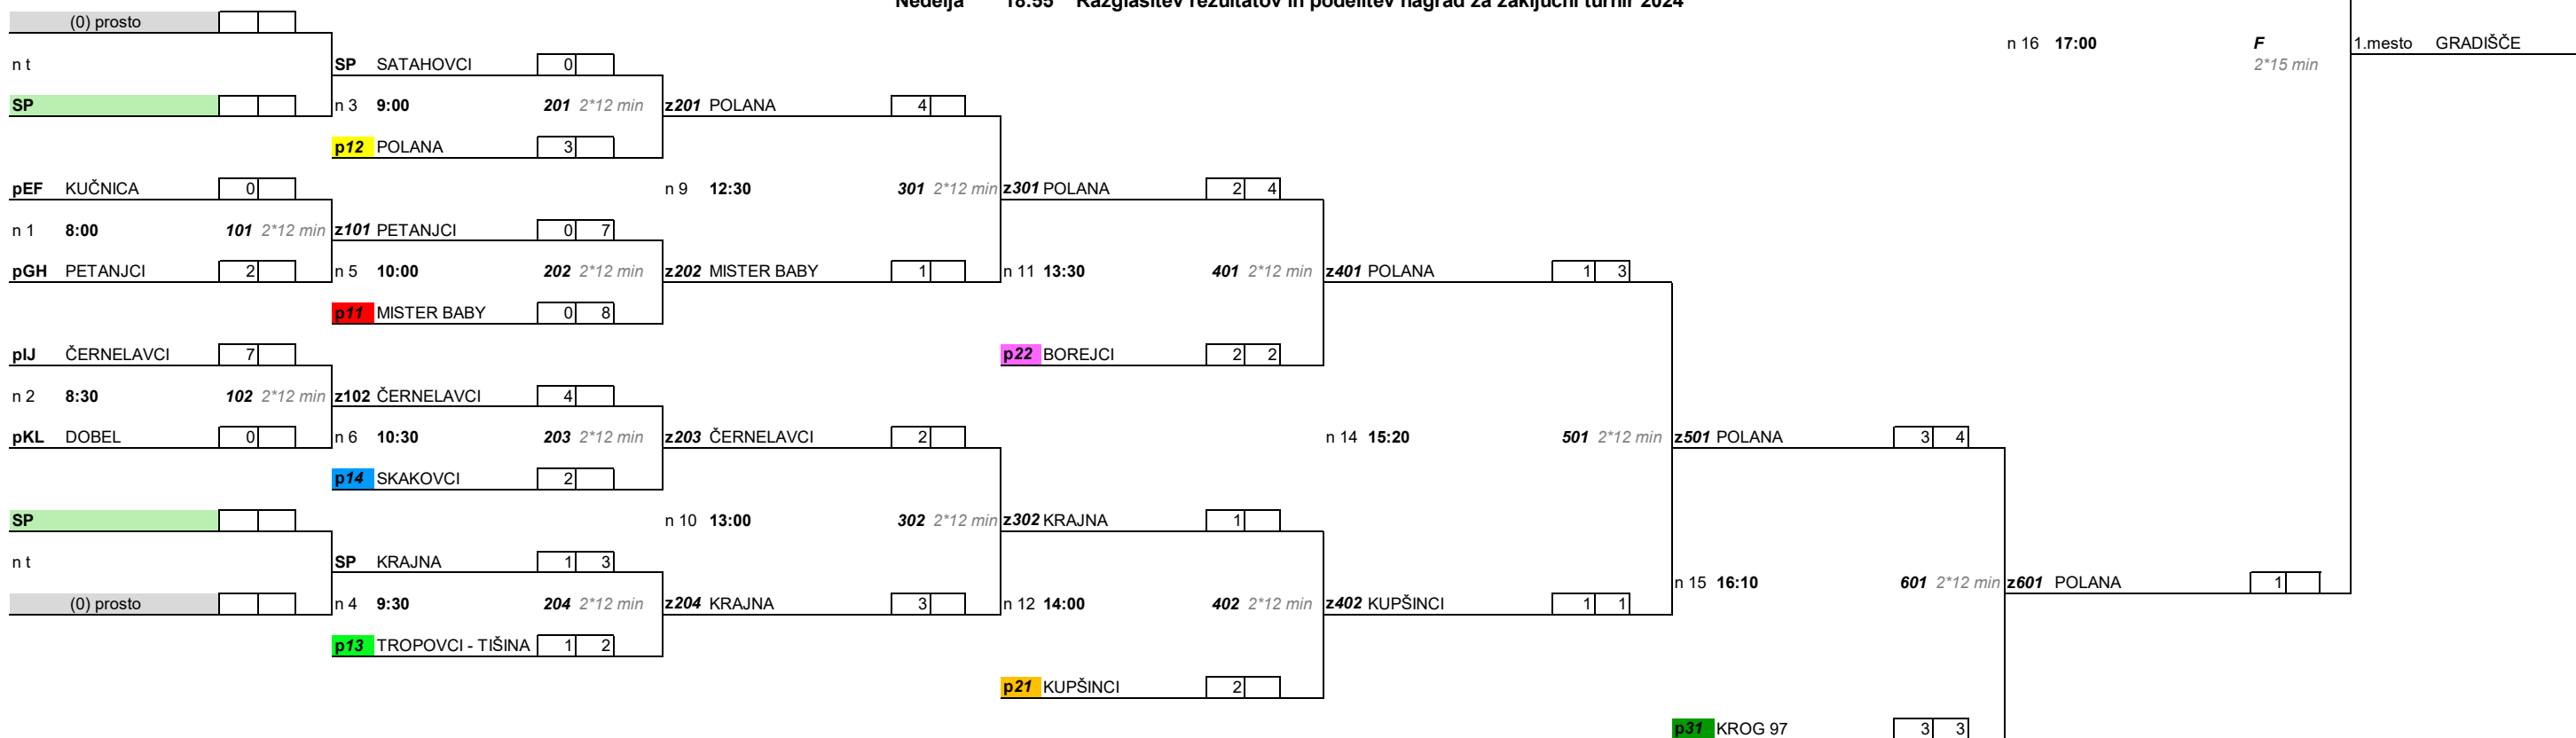 Nedelja 18:55 Razglasitev rezultatov in podelitev nagrad za zaključni turnir 2024
(0) prosto
n 16 17:00 F 1.mesto GRADIŠČE
n t SP SATAHOVCI 0 2*15 min
SP n 3 9:00 201 2*12 min z201 POLANA 4
p12 POLANA 3
pEF KUČNICA 0 n 9 12:30 301 2*12 min z301 POLANA 2 4
n 1 8:00 101 2*12 min z101 PETANJCI 0 7
pGH PETANJCI 2 n 5 10:00 202 2*12 min z202 MISTER BABY 1 n 11 13:30 401 2*12 min z401 POLANA 1 3
p11 MISTER BABY 0 8
pIJ ČERNELAVCI 7 p22 BOREJCI 2 2
n 2 8:30 102 2*12 min z102 ČERNELAVCI 4
pKL DOBEL 0 n 6 10:30 203 2*12 min z203 ČERNELAVCI 2 n 14 15:20 501 2*12 min z501 POLANA 3 4
p14 SKAKOVCI 2
SP n 10 13:00 302 2*12 min z302 KRAJNA 1
n t SP KRAJNA 1 3
n 15 16:10 601 2*12 min z601 POLANA 1
(0) prosto n 4 9:30 204 2*12 min z204 KRAJNA 3 n 12 14:00 402 2*12 min z402 KUPŠINCI 1 1
p13 TROPOVCI - TIŠINA 1 2
p21 KUPŠINCI 2
p31 KROG 97 3 3